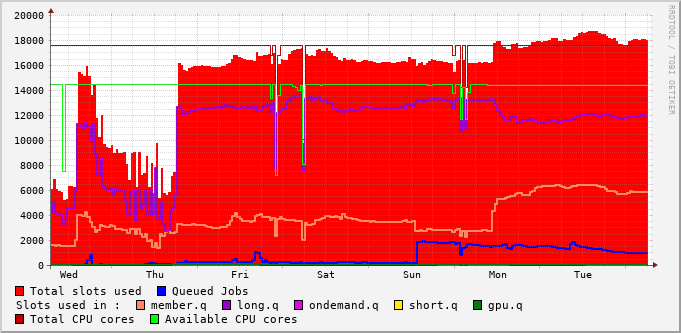 RRDTOOL / TOBI OETIKER
20000
18000
16000
14000
12000
10000
8000
6000
4000
2000
0
Wed Thu Fri Sat Sun Mon Tue
Total slots used Queued Jobs
Slots used in : member.q long.q ondemand.q short.q gpu.q
Total CPU cores Available CPU cores